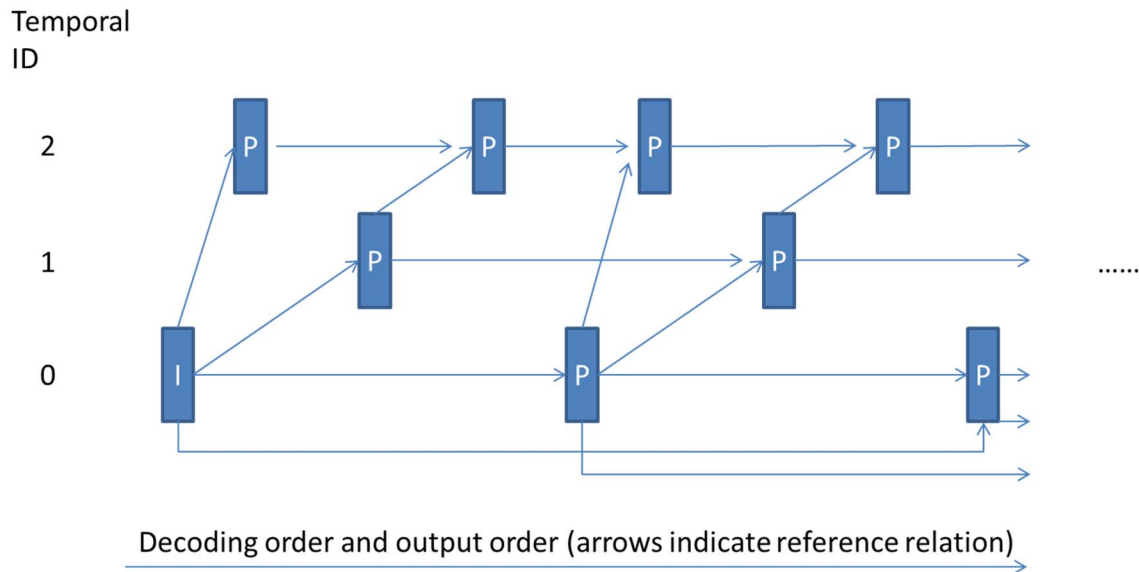 Temporal
ID
2
P
P
P
P
1
P
P
......
0
I
P
P
Decoding order and output order (arrows indicate reference relation)